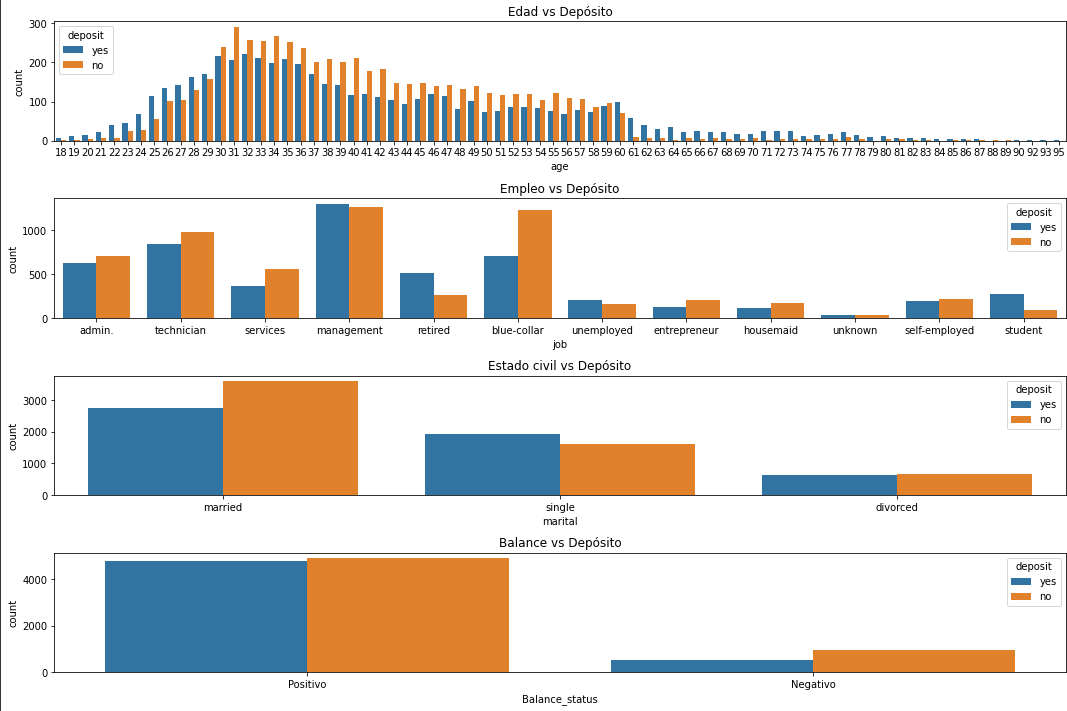 Edad vs Depósito
deposit
yes
no
300
200
100
0
count
18 19 20 21 22 23 24 25 26 27 28 29 30 31 32 33 34 35 36 37 38 39 40 41 42 43 44 45 46 47 48 49 50 51 52 53 54 55 56 57 58 59 60 61 62 63 64 65 66 67 68 69 70 71 72 73 74 75 76 77 78 79 80 81 82 83 84 85 86 87 88 89 90 92 93 95
age
Empleo vs Depósito
deposit
yes
no
1000
500
0
count
admin. technician services management retired blue-collar unemployed entrepreneur housemaid unknown self-employed student
job
Estado civil vs Depósito
deposit
yes
no
3000
2000
1000
0
count
married single divorced
marital
Balance vs Depósito
deposit
yes
no
4000
2000
0
count
Positivo Negativo
Balance_status